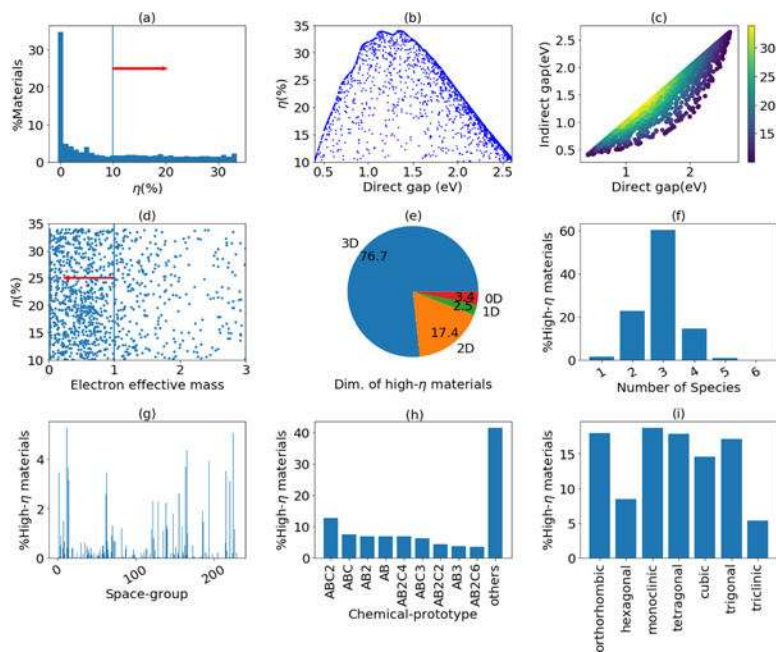 (a)
%Materials
30
20
10
0
0 10 20 30
η(%)
(b)
η(%)
30
25
20
15
10
0.5 1.0 1.5 2.0 2.5
Direct gap (eV)
(c)
Indirect gap(eV)
2.5
2.0
1.5
1.0
0.5
1 2
Direct gap(eV)
30
25
20
15
(d)
η(%)
35
30
25
20
15
10
0 1 2 3
Electron effective mass
(e)
3D
76.7
3.4 0D
2.5 1D
17.4
2D
Dim. of high-η materials
(f)
%High-η materials
60
40
20
0
1 2 3 4 5 6
Number of Species
(g)
%High-η materials
4
2
0
0 100 200
Space-group
(h)
%High-η materials
40
30
20
10
0
ABC2 ABC AB2 AB AB2C4 ABC3 AB2C2 AB3 AB2C6 others
Chemical-prototype
(i)
%High-η materials
15
10
5
0
orthorhombic hexagonal monoclinic tetragonal cubic trigonal triclinic